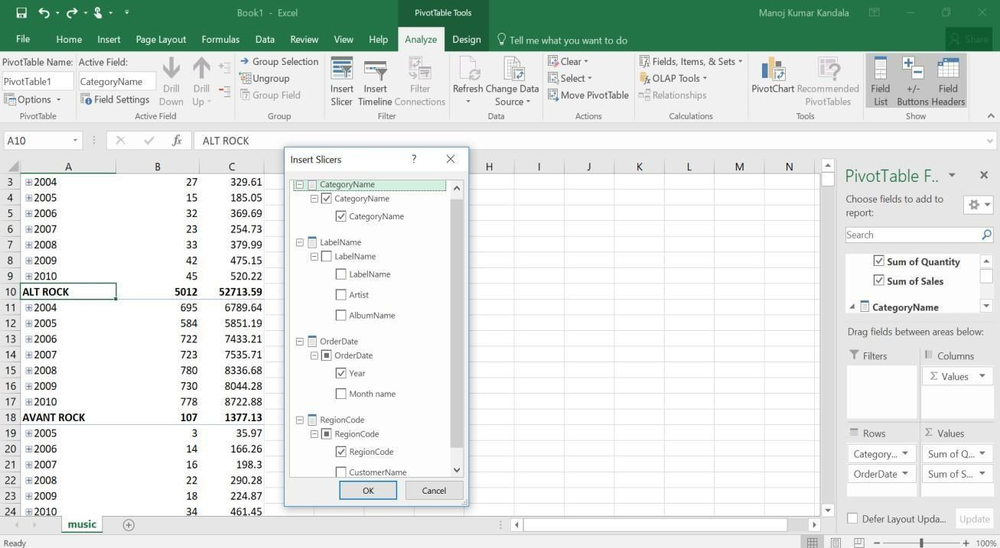 Book1 - Excel
PivotTable Tools
Manoj Kumar Kandala
File Home Insert Page Layout Formulas Data Review View Help Analyze Design Tell me what you want to do Share
PivotTable Name:
PivotTable1
Options
PivotTable
Active Field:
CategoryName
Field Settings
Drill Down
Drill Up
Active Field
Group Selection
Ungroup
Group Field
Group
Insert Slicer
Insert Timeline
Filter Connections
Filter
Refresh
Change Data Source
Data
Clear
Select
Move PivotTable
Actions
Fields, Items, & Sets
OLAP Tools
Relationships
Calculations
PivotChart
Recommended PivotTables
Tools
Field List
+/- Buttons
Field Headers
Show
A10 fx ALT ROCK
A B C H I J K L M N
3 2004 27 329.61
4 2005 15 185.05
5 2006 32 369.69
6 2007 23 254.73
7 2008 33 379.99
8 2009 42 475.15
9 2010 45 520.22
10 ALT ROCK 5012 52713.59
11 2004 695 6789.64
12 2005 584 5851.19
13 2006 722 7433.21
14 2007 723 7535.71
15 2008 780 8336.68
16 2009 730 8044.28
17 2010 778 8722.88
18 AVANT ROCK 107 1377.13
19 2005 3 35.97
20 2006 14 166.26
21 2007 16 198.3
22 2008 22 290.28
23 2009 18 224.87
24 2010 34 461.45
Insert Slicers ?
CategoryName
CategoryName
CategoryName
LabelName
LabelName
LabelName
Artist
AlbumName
OrderDate
OrderDate
Year
Month name
RegionCode
RegionCode
RegionCode
CustomerName
OK Cancel
PivotTable F..
Choose fields to add to
report:
Search
Sum of Quantity
Sum of Sales
CategoryName
Drag fields between areas below:
Filters
Columns
Σ Values
Rows
Category...
OrderDate
Σ Values
Sum of Q...
Sum of S...
Defer Layout Upda... Update
music
Ready
100%